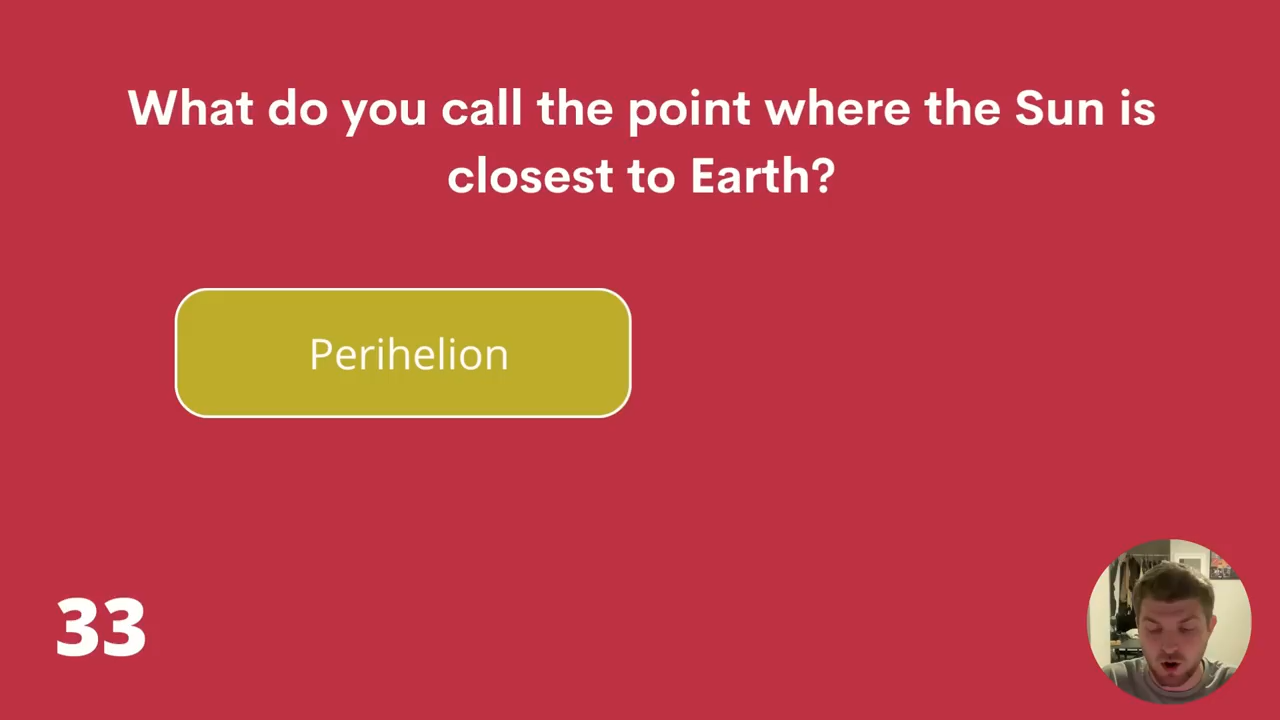 What do you call the point where the Sun is
closest to Earth?
Perihelion
33